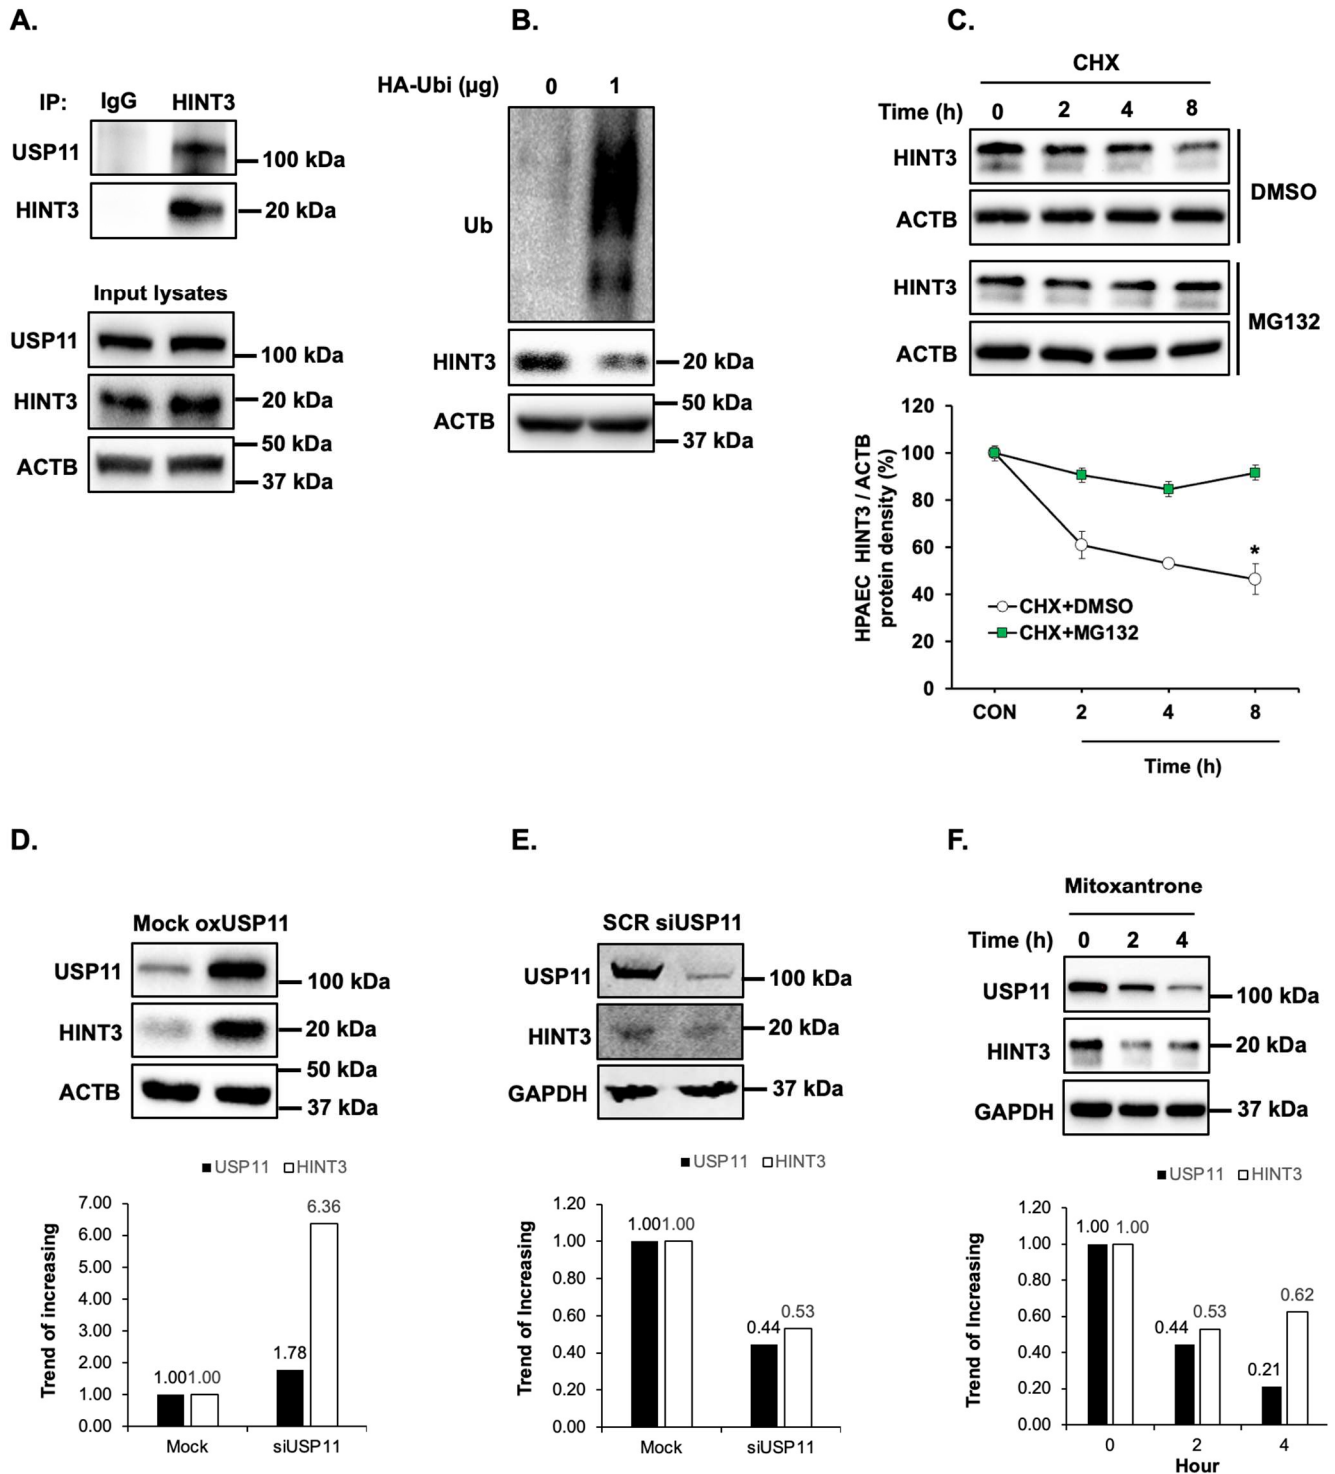 A.
IP: IgG HINT3
USP11
100 kDa
HINT3
20 kDa
Input lysates
USP11
100 kDa
HINT3
20 kDa
ACTB
50 kDa
37 kDa
B.
HA-Ubi (μg) 0 1
Ub
HINT3
20 kDa
ACTB
50 kDa
37 kDa
C.
CHX
Time (h) 0 2 4 8
HINT3
ACTB
DMSO
HINT3
ACTB
MG132
HPAEC HINT3 / ACTB
protein density (%)
120
100
80
60
40
20
0
*
CHX+DMSO
CHX+MG132
CON 2 4 8
Time (h)
D.
Mock oxUSP11
USP11
100 kDa
HINT3
20 kDa
ACTB
50 kDa
37 kDa
USP11 HINT3
Trend of increasing
7.00
6.00
5.00
4.00
3.00
2.00
1.00
0.00
1.00 1.00
1.78
6.36
Mock siUSP11
E.
SCR siUSP11
USP11
100 kDa
HINT3
20 kDa
GAPDH
37 kDa
USP11 HINT3
Trend of Increasing
1.20
1.00
0.80
0.60
0.40
0.20
0.00
1.00 1.00
0.44
0.53
Mock siUSP11
F.
Mitoxantrone
Time (h) 0 2 4
USP11
100 kDa
HINT3
20 kDa
GAPDH
37 kDa
USP11 HINT3
Trend of Increasing
1.20
1.00
0.80
0.60
0.40
0.20
0.00
1.00 1.00
0.44
0.53
0.21
0.62
0 2 4
Hour